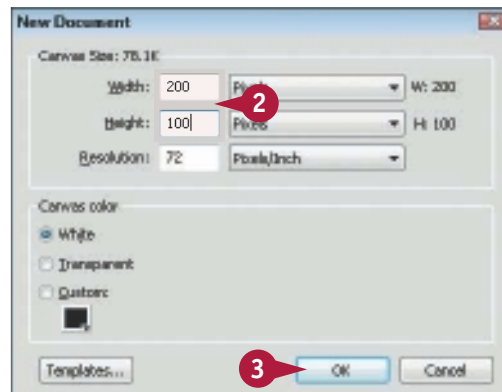 New Document
Canvas Size: 78.1K
Width: 200 Pixels W: 200
2
Height: 100 Pixels H: 100
Resolution: 72 Pixels/Inch
Canvas color
White
Transparent
Custom:
Templates... 3 OK Cancel